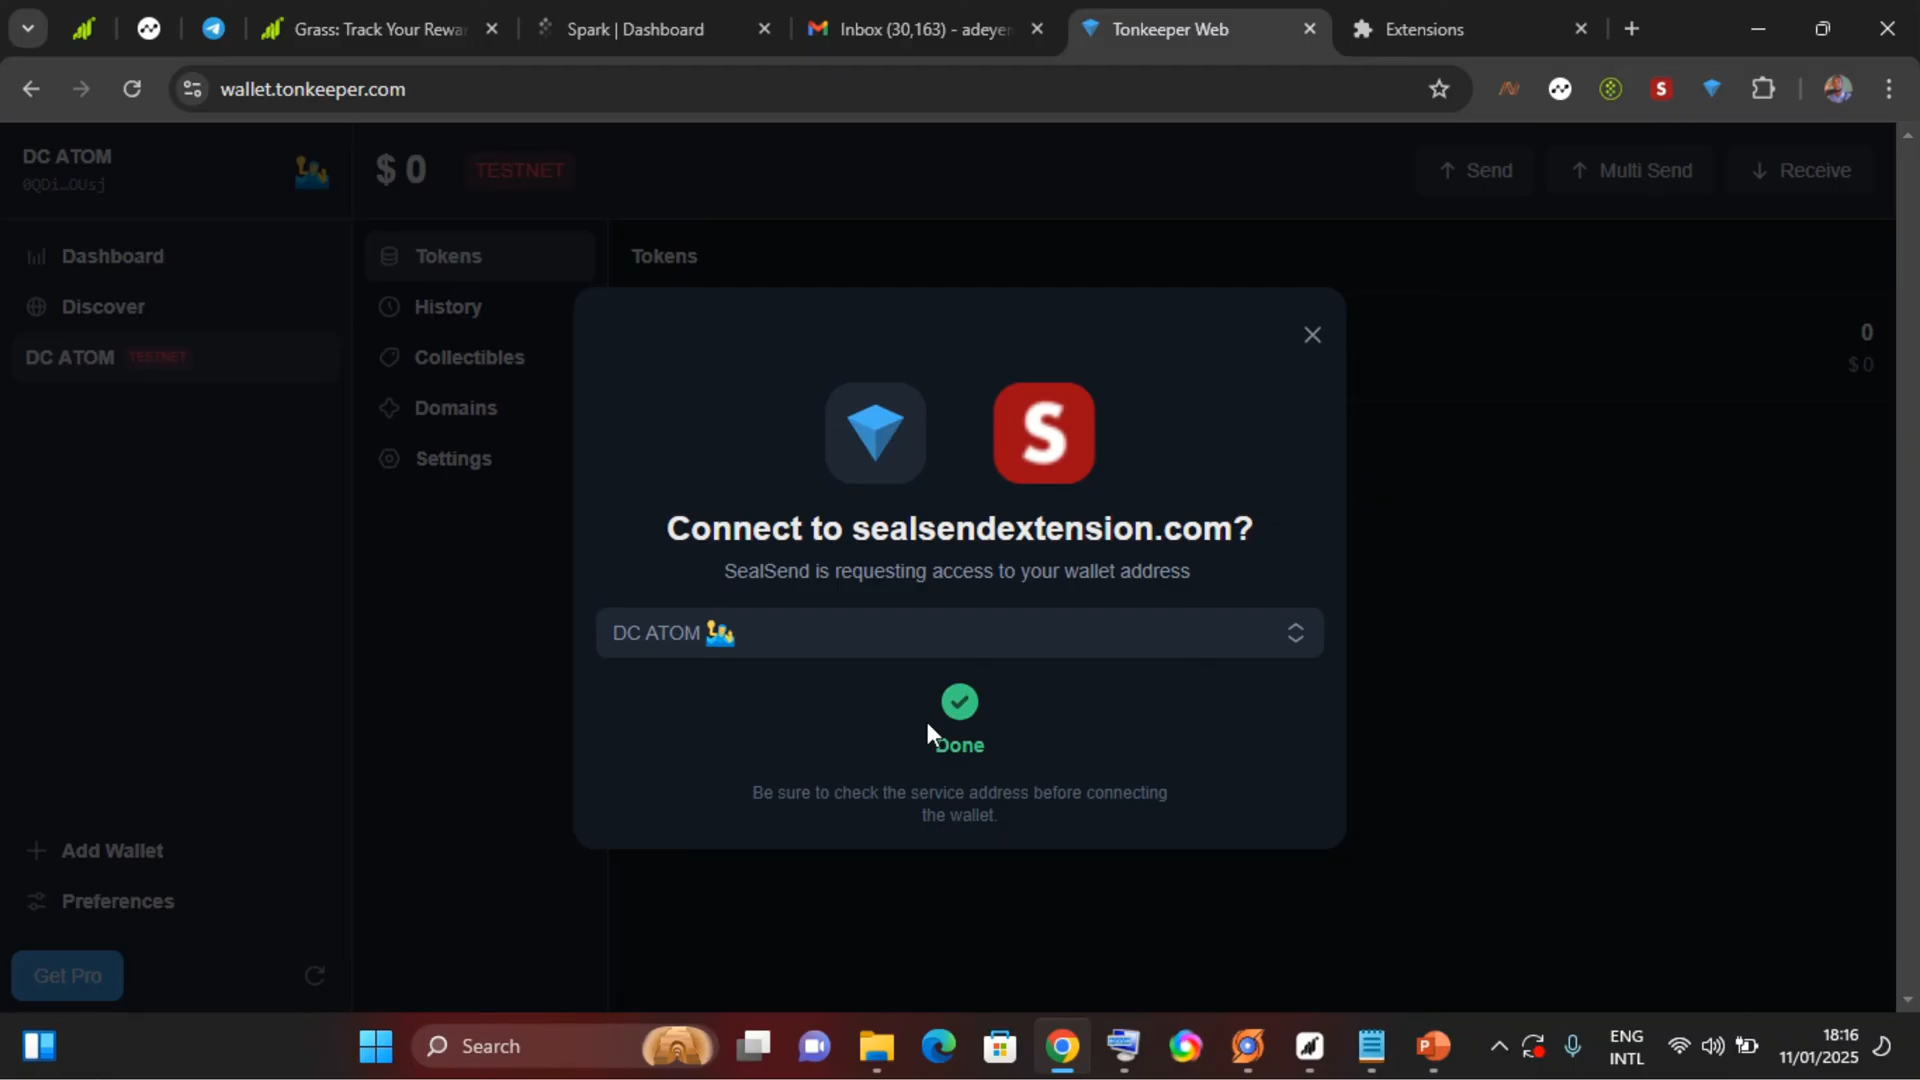 Grass: Track Your Rewar
Spark | Dashboard
Inbox (30,163) - adeyem
Tonkeeper Web
Extensions
wallet.tonkeeper.com
S
DC ATOM
0QDi…OUsj
$ 0
TESTNET
Send
Multi Send
Receive
Dashboard
Discover
DC ATOM TESTNET
Tokens
History
Collectibles
Domains
Settings
Tokens
0
$ 0
S
Connect to sealsendextension.com?
SealSend is requesting access to your wallet address
DC ATOM
Done
Be sure to check the service address before connecting
the wallet.
Add Wallet
Preferences
Get Pro
Search
ENG
INTL
18:16
11/01/2025